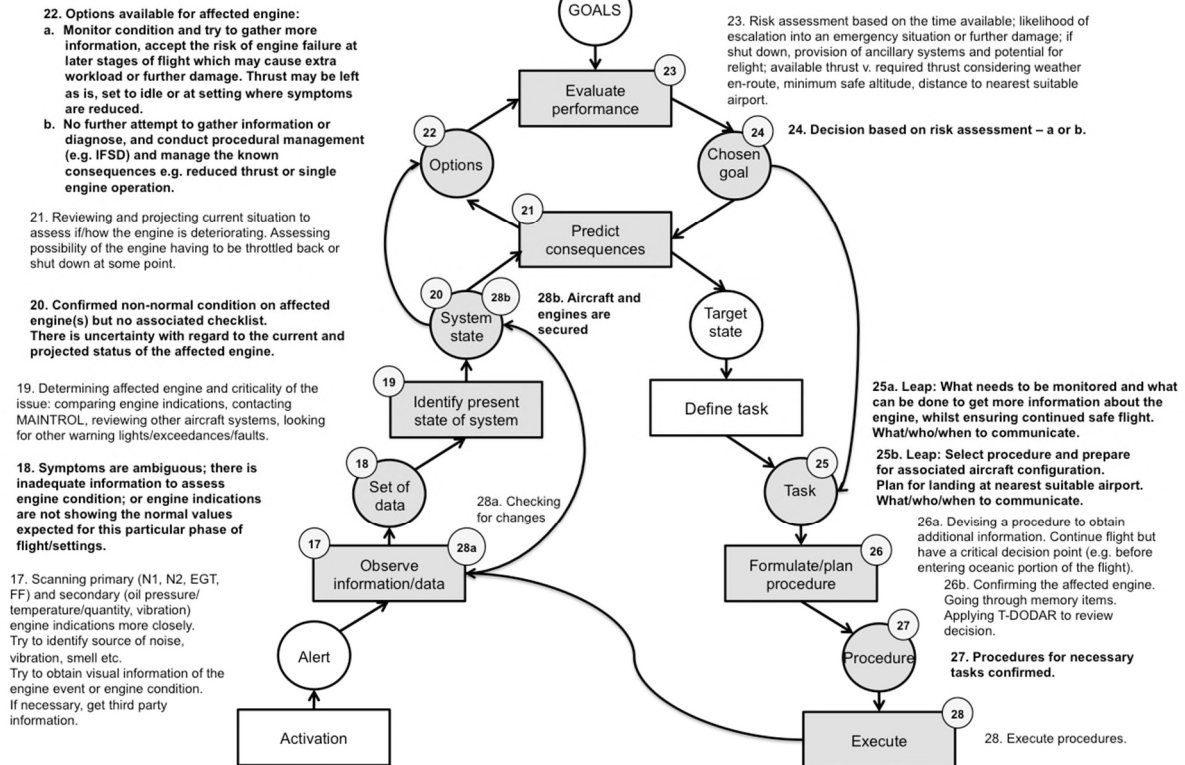 22. Options available for affected engine:
a. Monitor condition and try to gather more
information, accept the risk of engine failure at
later stages of flight which may cause extra
workload or further damage. Thrust may be left
as is, set to idle or at setting where symptoms
are reduced.
b. No further attempt to gather information or
diagnose, and conduct procedural management
(e.g. IFSD) and manage the known
consequences e.g. reduced thrust or single
engine operation.
21. Reviewing and projecting current situation to
assess if/how the engine is deteriorating. Assessing
possibility of the engine having to be throttled back or
shut down at some point.
20. Confirmed non-normal condition on affected
engine(s) but no associated checklist.
There is uncertainty with regard to the current and
projected status of the affected engine.
19. Determining affected engine and criticality of the
issue: comparing engine indications, contacting
MAINTROL, reviewing other aircraft systems, looking
for other warning lights/exceedances/faults.
18. Symptoms are ambiguous; there is
inadequate information to assess
engine condition; or engine indications
are not showing the normal values
expected for this particular phase of
flight/settings.
17. Scanning primary (N1, N2, EGT,
FF) and secondary (oil pressure/
temperature/quantity, vibration)
engine indications more closely.
Try to identify source of noise,
vibration, smell etc.
Try to obtain visual information of the
engine event or engine condition.
If necessary, get third party
information.
GOALS
23
Evaluate
performance
22
Options
24
Chosen
goal
21
Predict
consequences
20
28b
System
state
28b. Aircraft and
engines are
secured
Target
state
19
Identify present
state of system
Define task
18
Set of
data
28a. Checking
for changes
25
Task
17
28a
Observe
information/data
26
Formulate/plan
procedure
Alert
27
Procedure
Activation
28
Execute
23. Risk assessment based on the time available; likelihood of
escalation into an emergency situation or further damage; if
shut down, provision of ancillary systems and potential for
relight; available thrust v. required thrust considering weather
en-route, minimum safe altitude, distance to nearest suitable
airport.
24. Decision based on risk assessment – a or b.
25a. Leap: What needs to be monitored and what
can be done to get more information about the
engine, whilst ensuring continued safe flight.
What/who/when to communicate.
25b. Leap: Select procedure and prepare
for associated aircraft configuration.
Plan for landing at nearest suitable airport.
What/who/when to communicate.
26a. Devising a procedure to obtain
additional information. Continue flight but
have a critical decision point (e.g. before
entering oceanic portion of the flight).
26b. Confirming the affected engine.
Going through memory items.
Applying T-DODAR to review
decision.
27. Procedures for necessary
tasks confirmed.
28. Execute procedures.